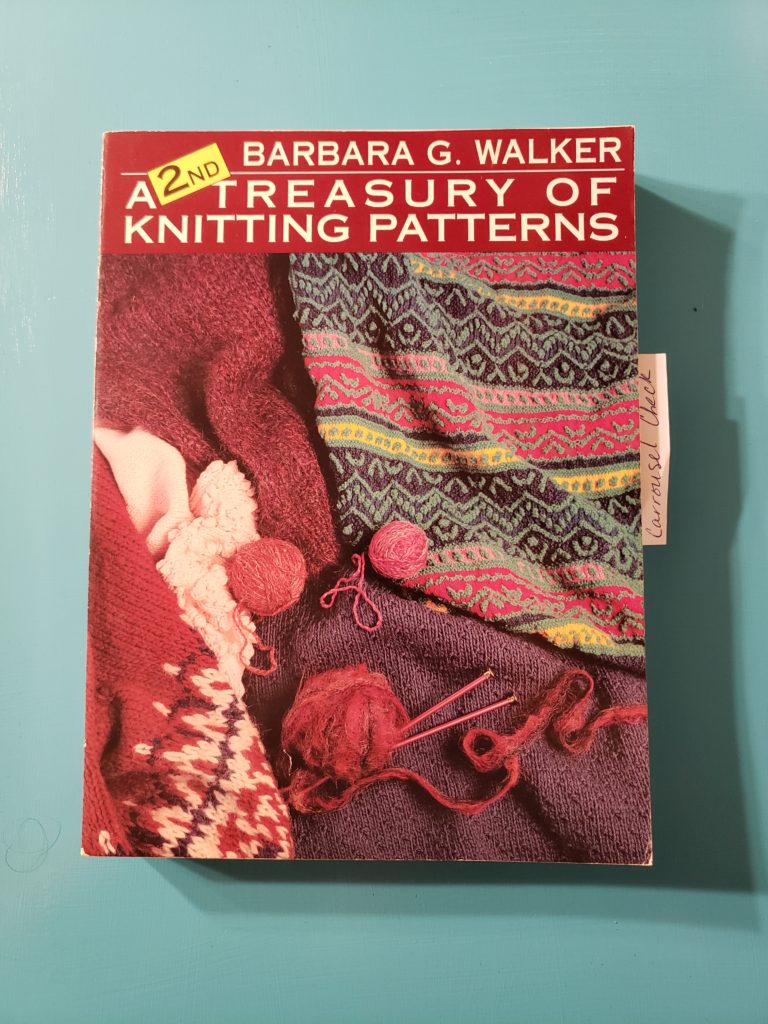 BARBARA G. WALKER
A 2ND TREASURY OF
KNITTING PATTERNS
Carrousel Check